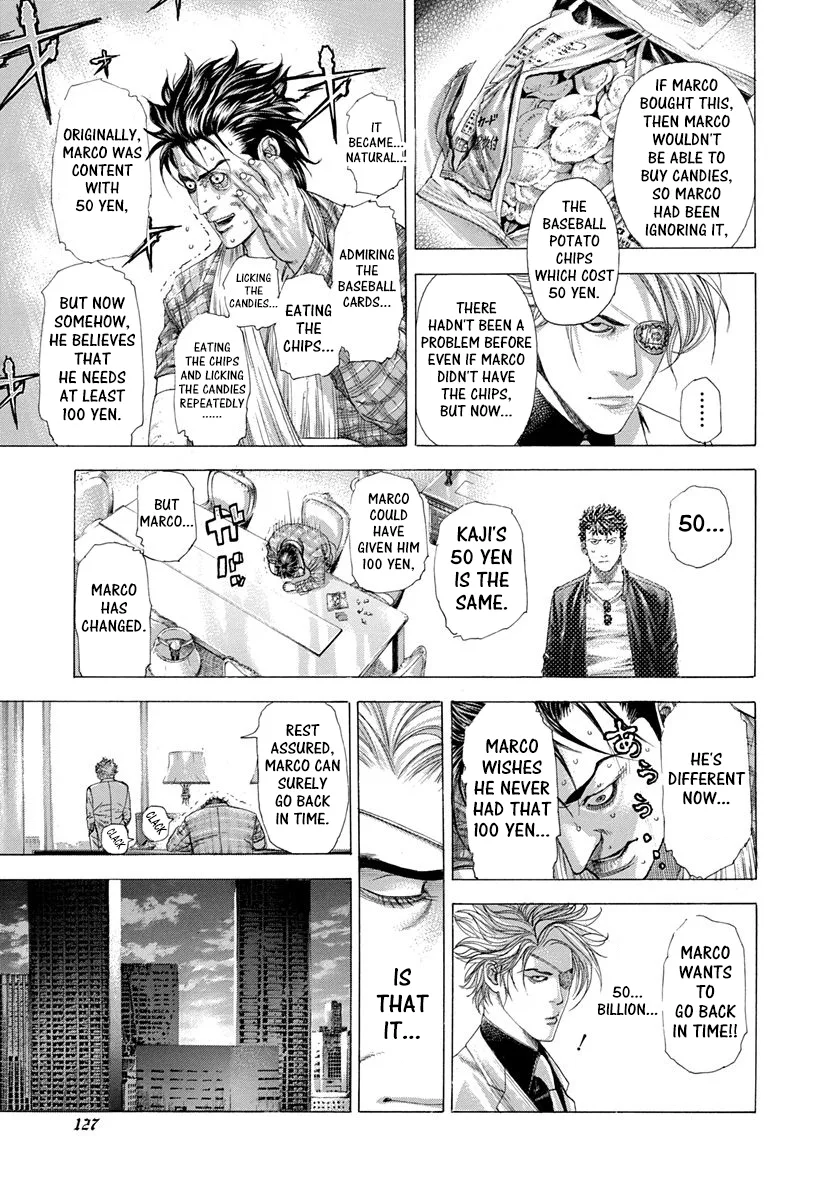 IF MARCO
BOUGHT THIS,
THEN MARCO
WOULDN'T
BE ABLE TO
BUY CANDIES,
SO MARCO
HAD BEEN
IGNORING IT,
THE
BASEBALL
POTATO
CHIPS
WHICH COST
50 YEN.
THERE
HADN'T BEEN A
PROBLEM BEFORE
EVEN IF MARCO
DIDN'T HAVE
THE CHIPS,
BUT NOW...
......
IT
BECAME...
NATURAL..!
ADMIRING
THE
BASEBALL
CARDS...
EATING
THE
CHIPS...
LICKING
THE
CANDIES...
EATING
THE CHIPS
AND LICKING
THE CANDIES
REPEATEDLY
......
ORIGINALLY,
MARCO WAS
CONTENT
WITH
50 YEN,
BUT NOW
SOMEHOW,
HE BELIEVES
THAT
HE NEEDS
AT LEAST
100 YEN.
50...
KAJI'S
50 YEN
IS THE
SAME.
MARCO
COULD
HAVE
GIVEN HIM
100 YEN,
BUT
MARCO...
MARCO
HAS
CHANGED.
HE'S
DIFFERENT
NOW...
MARCO
WISHES
HE NEVER
HAD THAT
100 YEN...
あうぅ
MARCO
WANTS
TO
GO BACK
IN TIME!!
50...
BILLION...
!
IS
THAT
IT...
REST
ASSURED,
MARCO CAN
SURELY
GO BACK
IN TIME.
CLACK
CLACK
127